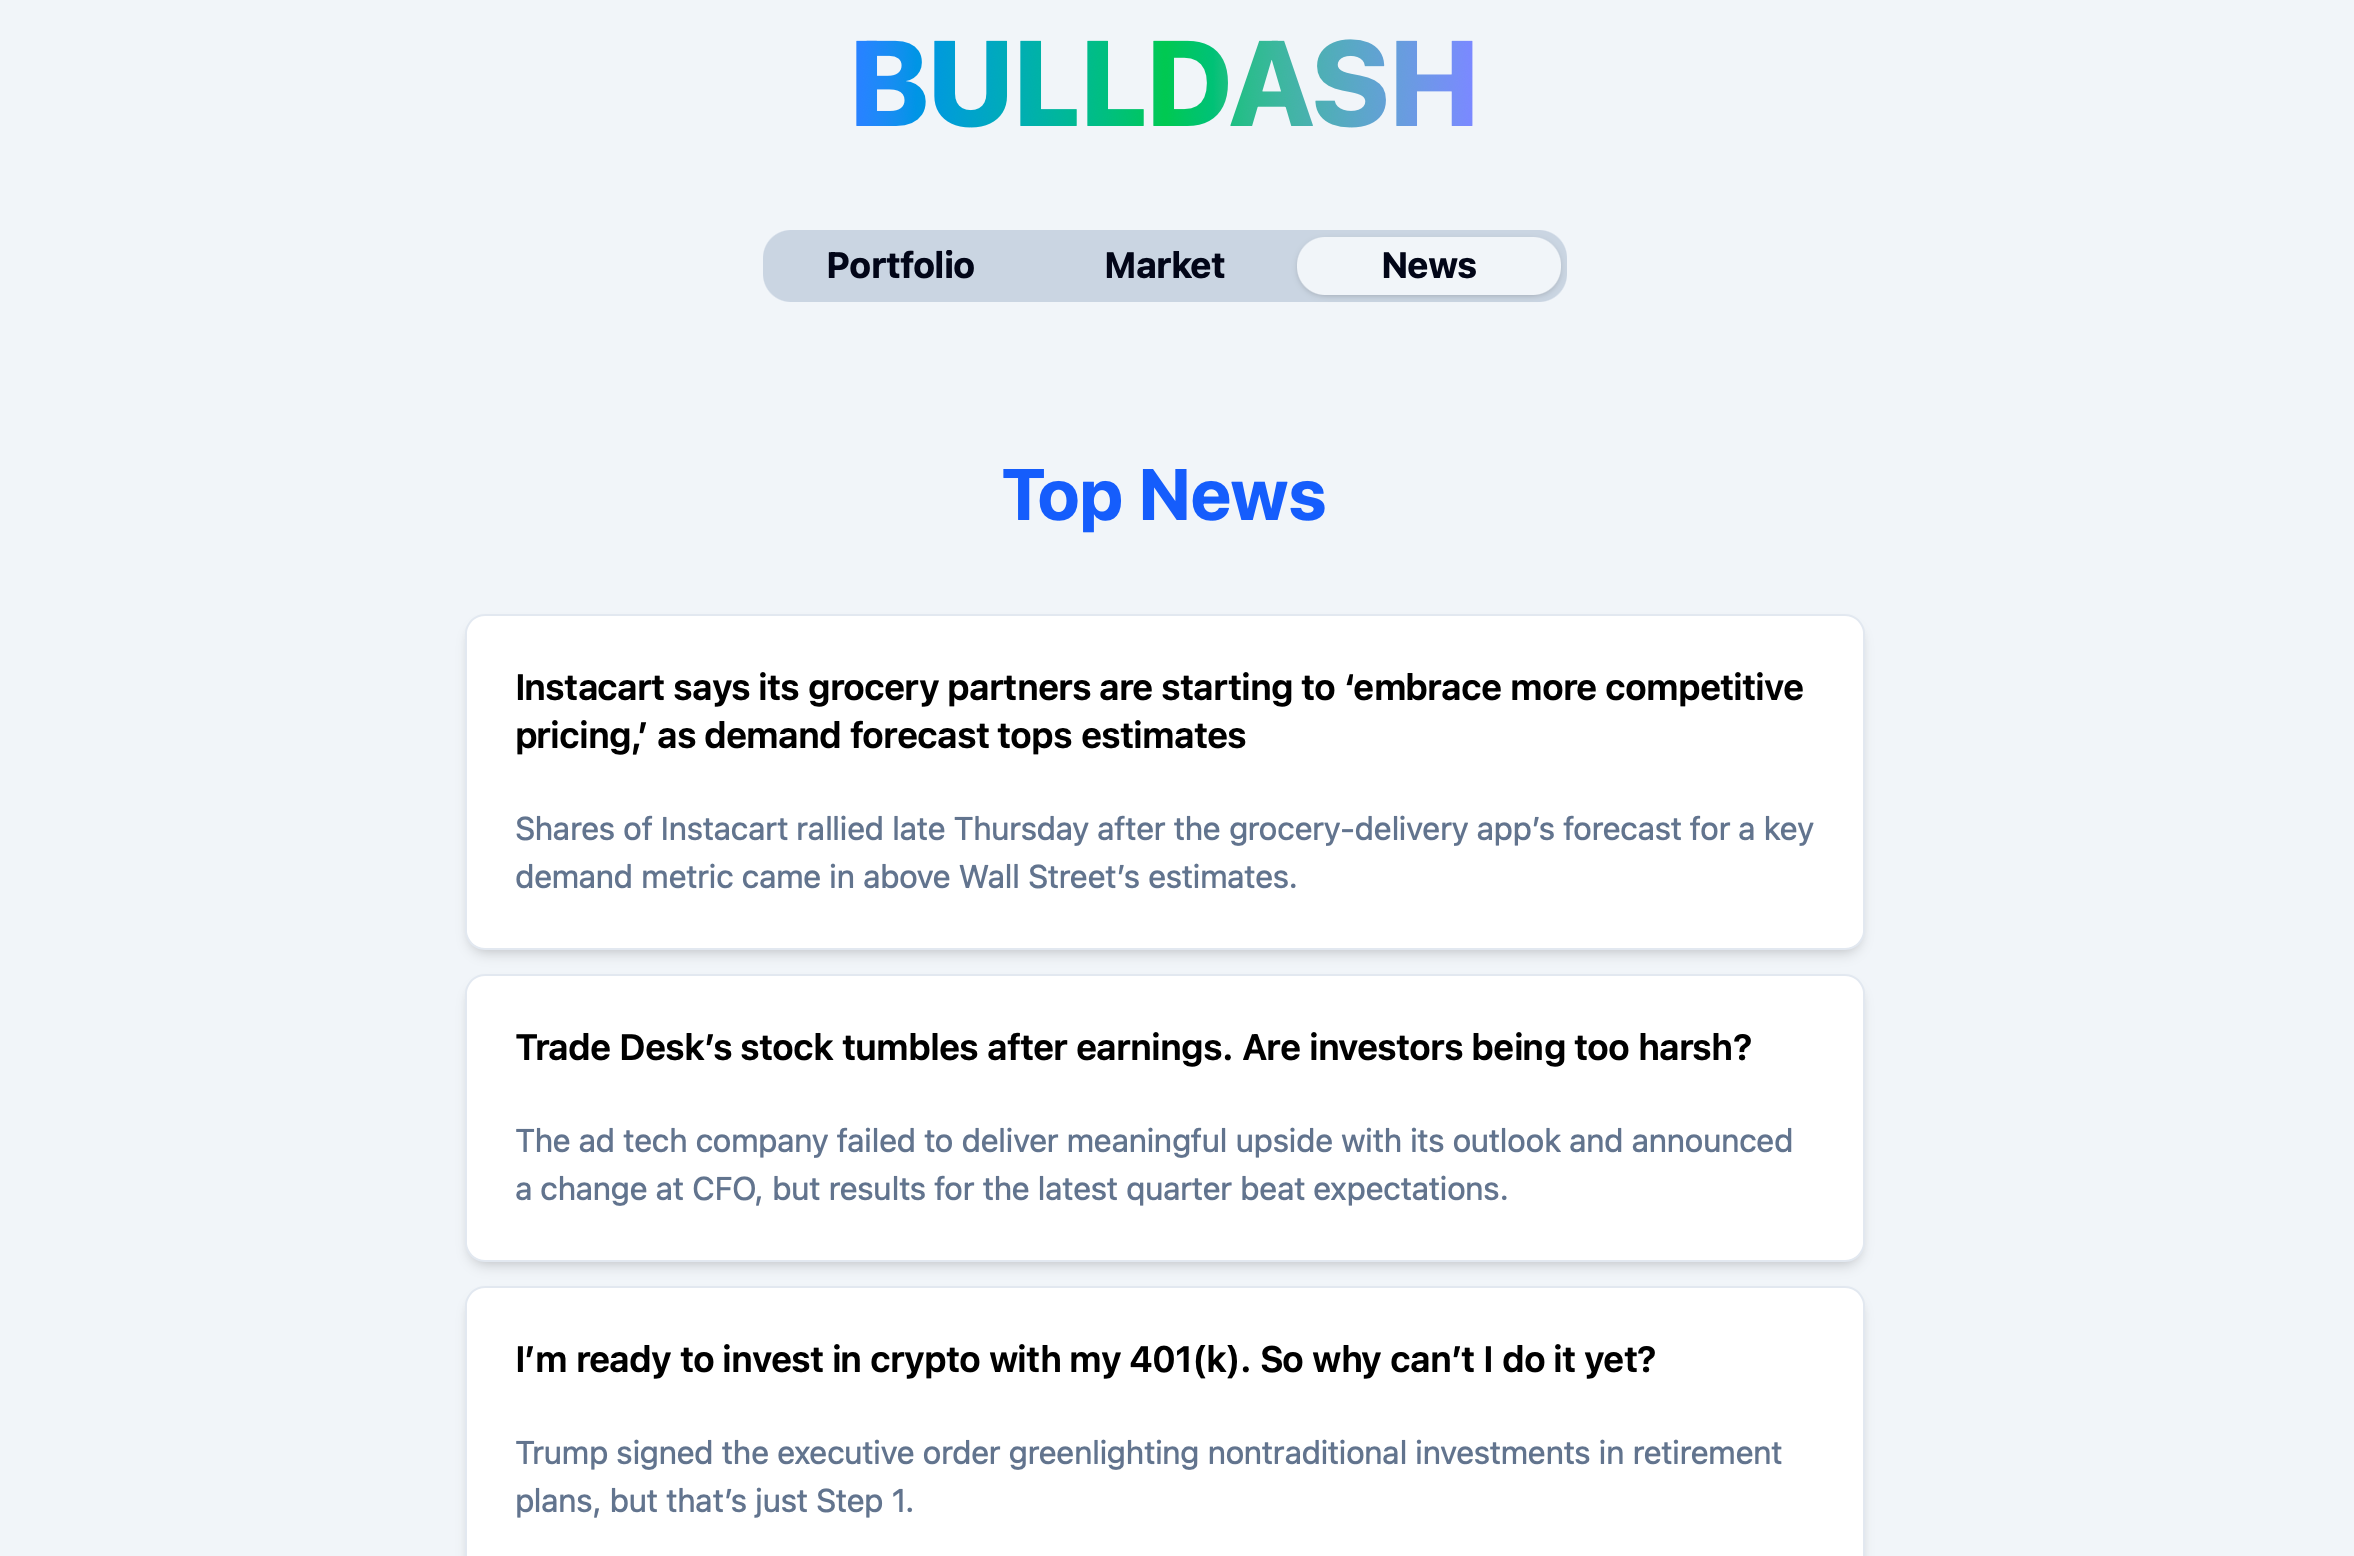 BULLDASH
Portfolio Market News
Top News
Instacart says its grocery partners are starting to ‘embrace more competitive
pricing,’ as demand forecast tops estimates
Shares of Instacart rallied late Thursday after the grocery-delivery app’s forecast for a key
demand metric came in above Wall Street’s estimates.
Trade Desk’s stock tumbles after earnings. Are investors being too harsh?
The ad tech company failed to deliver meaningful upside with its outlook and announced
a change at CFO, but results for the latest quarter beat expectations.
I’m ready to invest in crypto with my 401(k). So why can’t I do it yet?
Trump signed the executive order greenlighting nontraditional investments in retirement
plans, but that’s just Step 1.